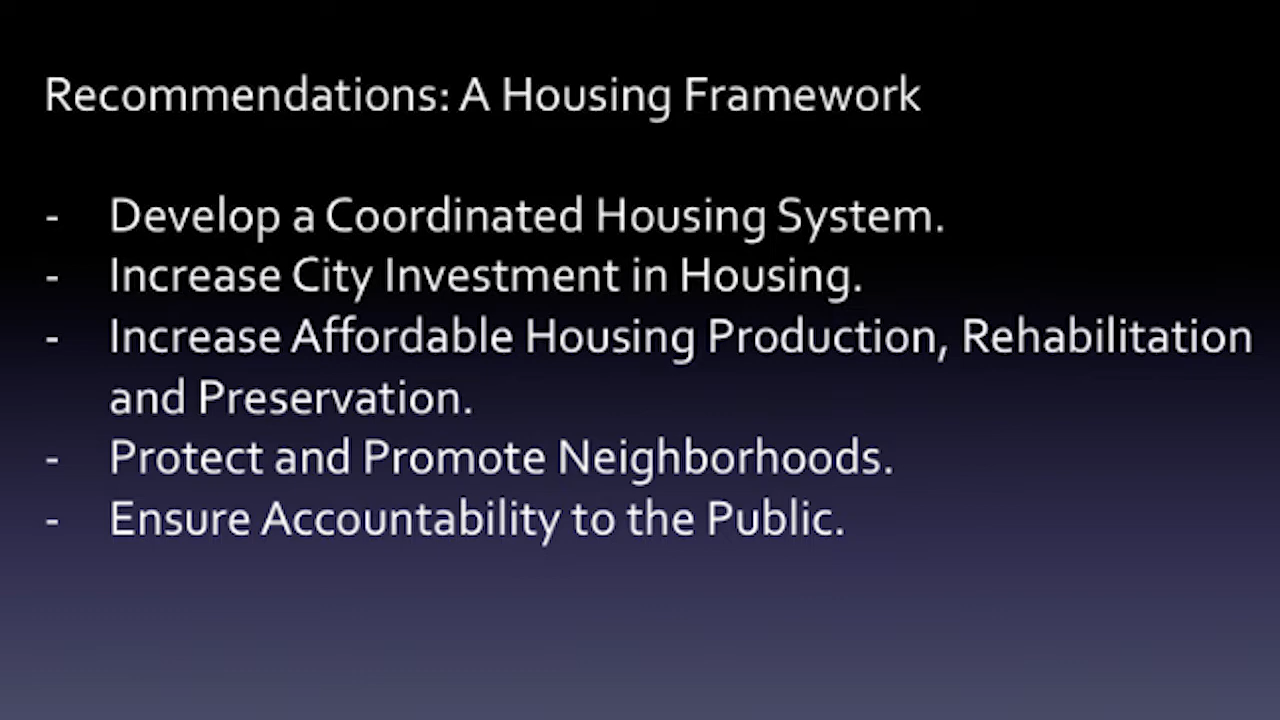 Recommendations: A Housing Framework
- Develop a Coordinated Housing System.
- Increase City Investment in Housing.
- Increase Affordable Housing Production, Rehabilitation
and Preservation.
- Protect and Promote Neighborhoods.
- Ensure Accountability to the Public.